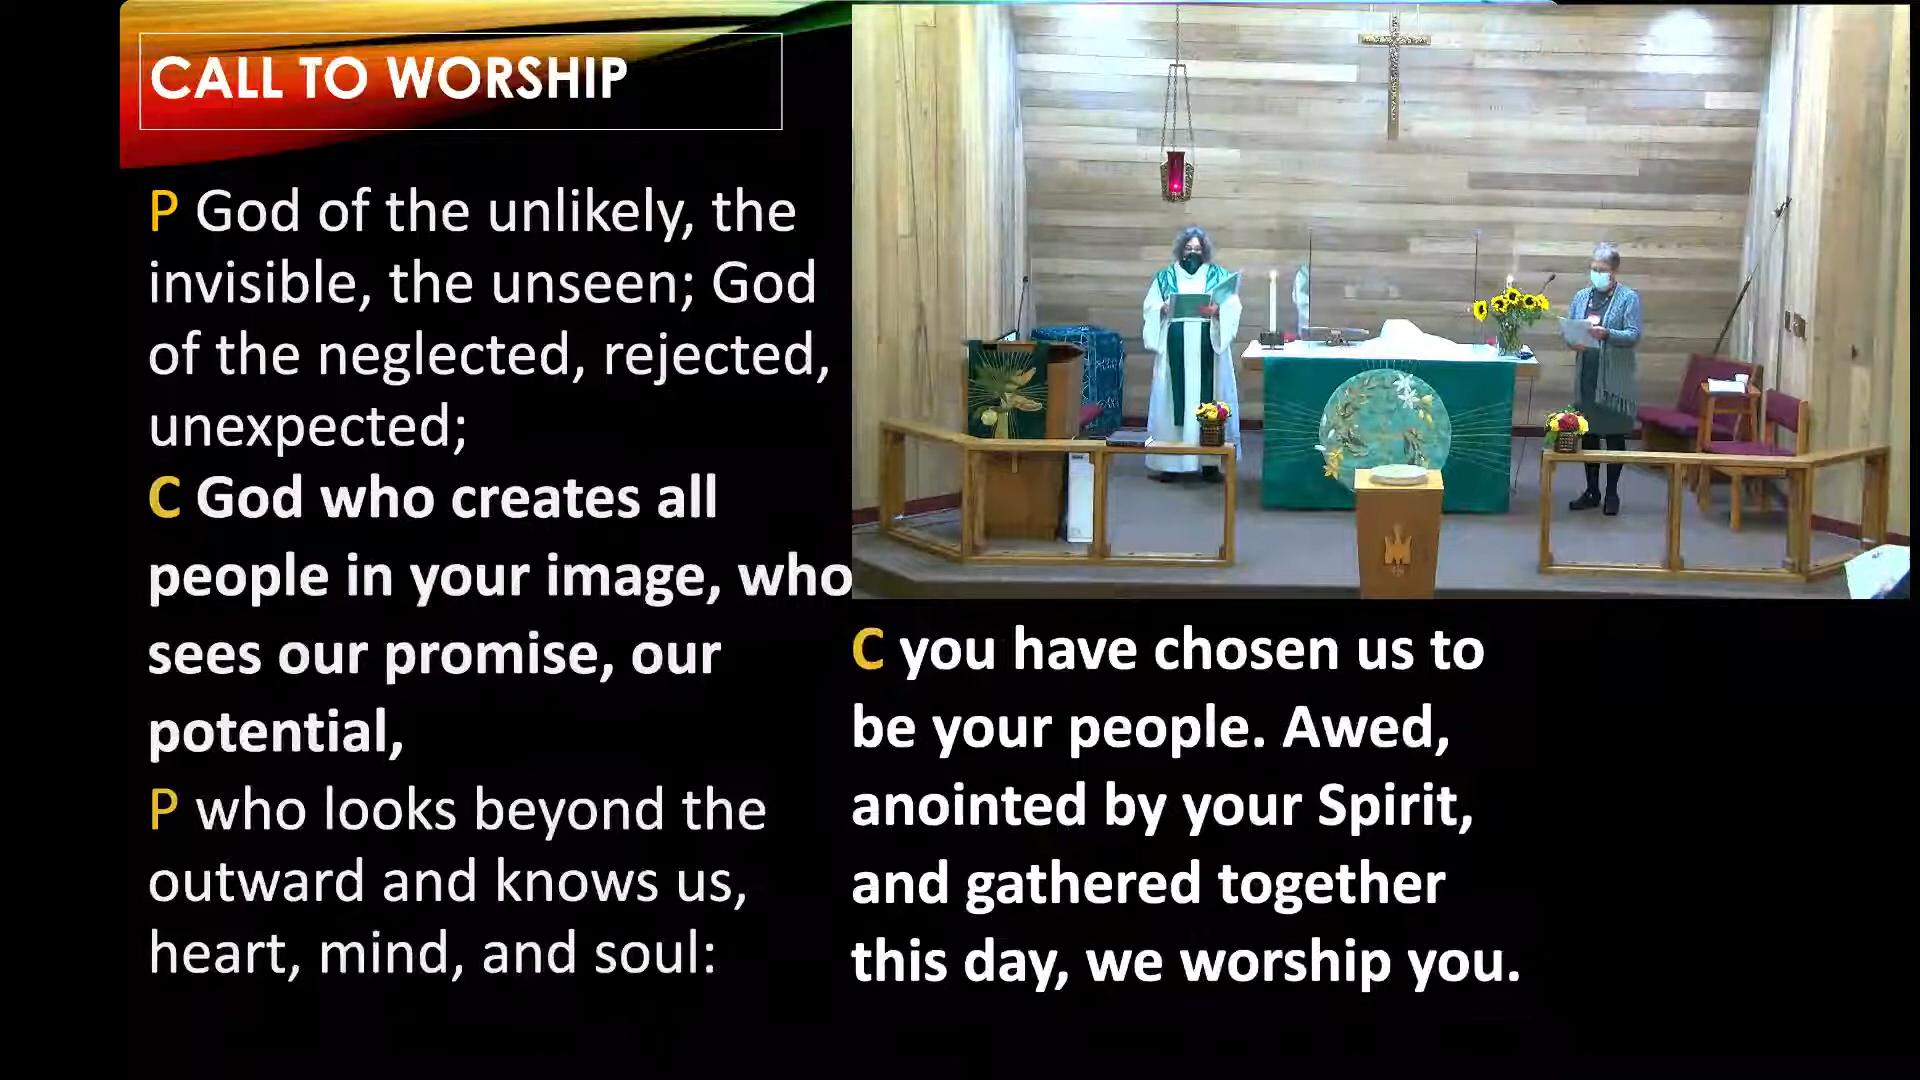 CALL TO WORSHIP
P God of the unlikely, the
invisible, the unseen; God
of the neglected, rejected,
unexpected;
C God who creates all
people in your image, who
sees our promise, our
potential,
P who looks beyond the
outward and knows us,
heart, mind, and soul:
C you have chosen us to
be your people. Awed,
anointed by your Spirit,
and gathered together
this day, we worship you.